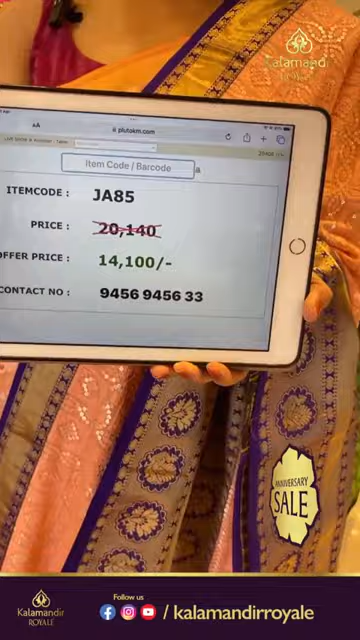 Kalamandir
ROYALE
AA
plutokm.com
Item Code / Barcode
ITEMCODE : JA85
PRICE : 20,140
OFFER PRICE : 14,100/-
CONTACT NO : 9456 9456 33
ANNIVERSARY
SALE
Kalamandir
ROYALE
Follow us
/ kalamandirroyale